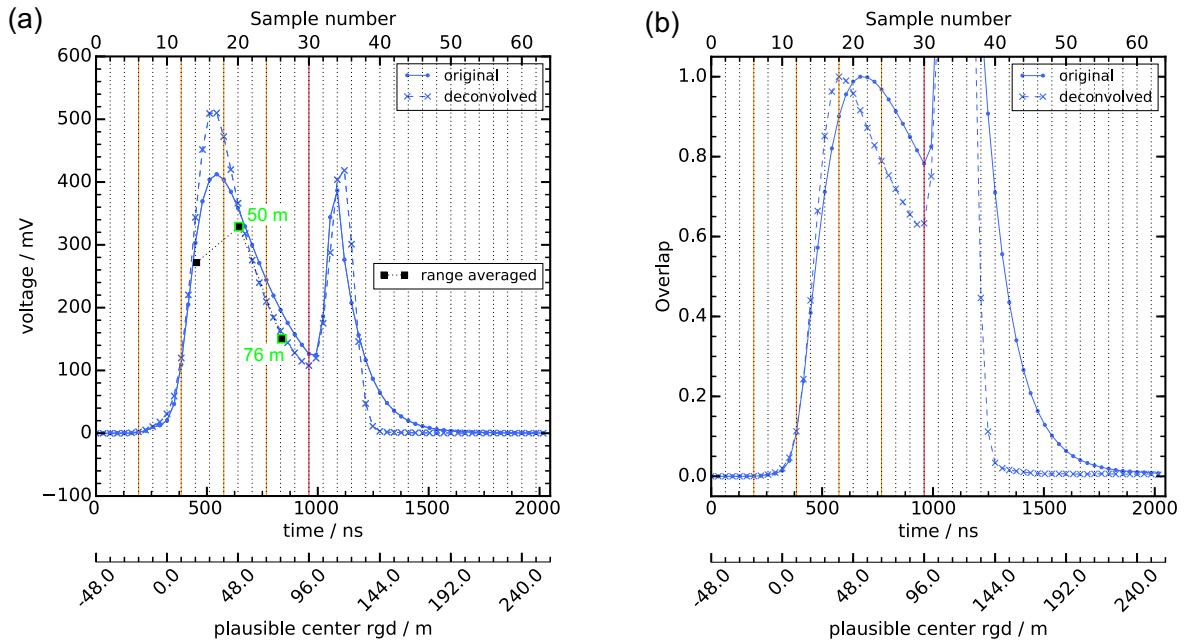 (a)
Sample number
0 10 20 30 40 50 60
600
500
400
300
200
100
0
−100
voltage / mV
original
deconvolved
50 m
range averaged
76 m
0 500 1000 1500 2000
time / ns
-48.0 0.0 48.0 96.0 144.0 192.0 240.0
plausible center rgd / m
(b)
Sample number
0 10 20 30 40 50 60
1.0
0.8
0.6
0.4
0.2
0.0
Overlap
original
deconvolved
0 500 1000 1500 2000
time / ns
-48.0 0.0 48.0 96.0 144.0 192.0 240.0
plausible center rgd / m